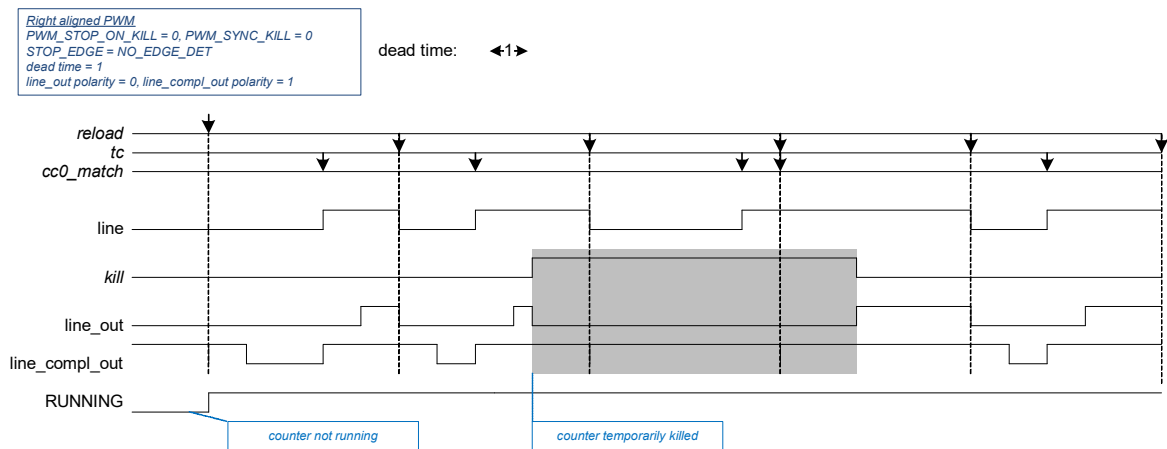 Right aligned PWM
PWM_STOP_ON_KILL = 0, PWM_SYNC_KILL = 0
STOP_EDGE = NO_EDGE_DET
dead time = 1
line_out polarity = 0, line_compl_out polarity = 1
dead time:
1
reload
tc
cc0_match
line
kill
line_out
line_compl_out
RUNNING
counter not running
counter temporarily killed